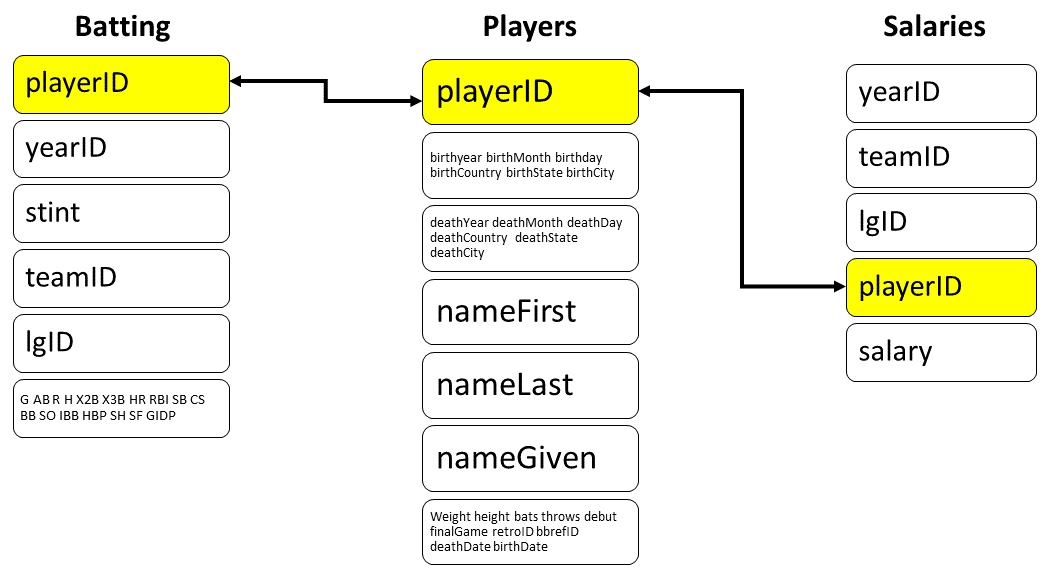 Batting
playerID
yearID
stint
teamID
lgID
G AB R H X2B X3B HR RBI SB CS
BB SO IBB HBP SH SF GIDP
Players
playerID
birthyear birthMonth birthday
birthCountry birthState birthCity
deathYear deathMonth deathDay
deathCountry deathState
deathCity
nameFirst
nameLast
nameGiven
Weight height bats throws debut
finalGame retroID bbrefID
deathDate birthDate
Salaries
yearID
teamID
lgID
playerID
salary